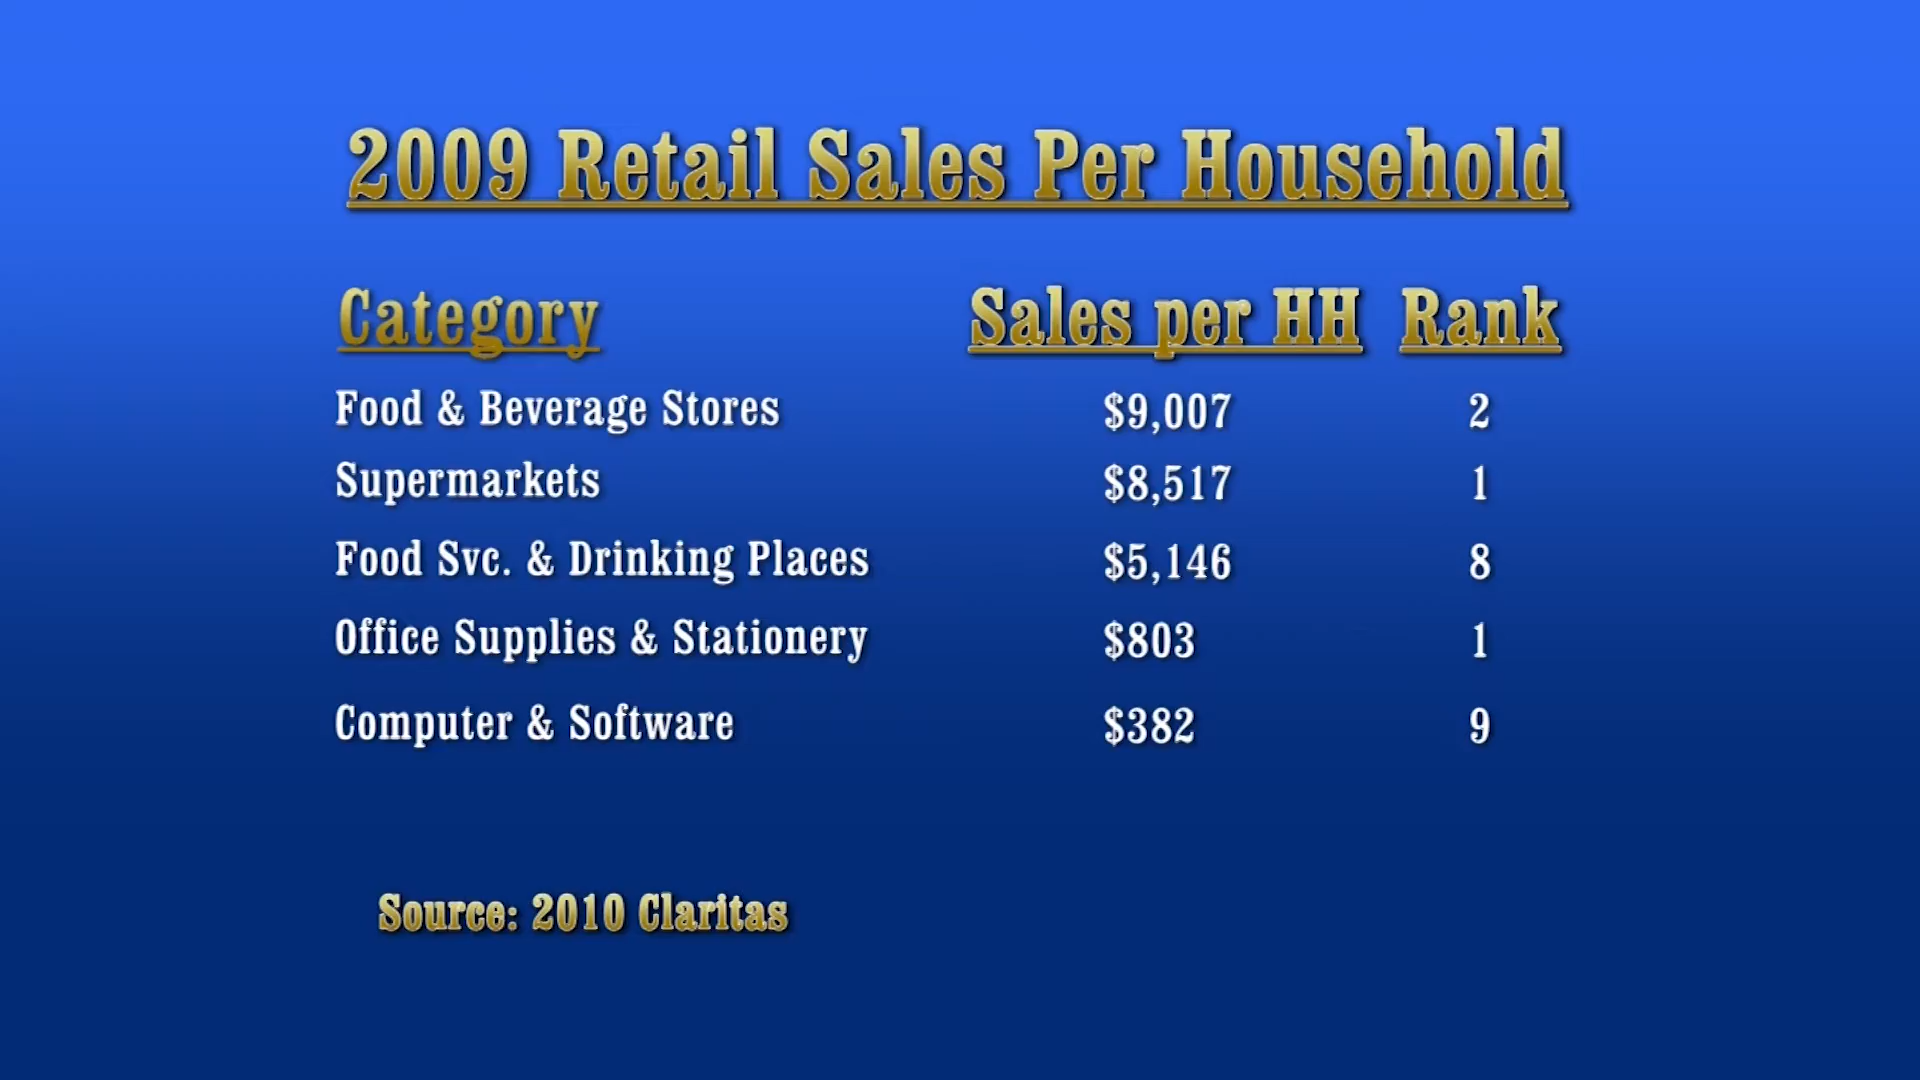 2009 Retail Sales Per Household
Category Sales per HH Rank
Food & Beverage Stores $9,007 2
Supermarkets $8,517 1
Food Svc. & Drinking Places $5,146 8
Office Supplies & Stationery $803 1
Computer & Software $382 9
Source: 2010 Claritas